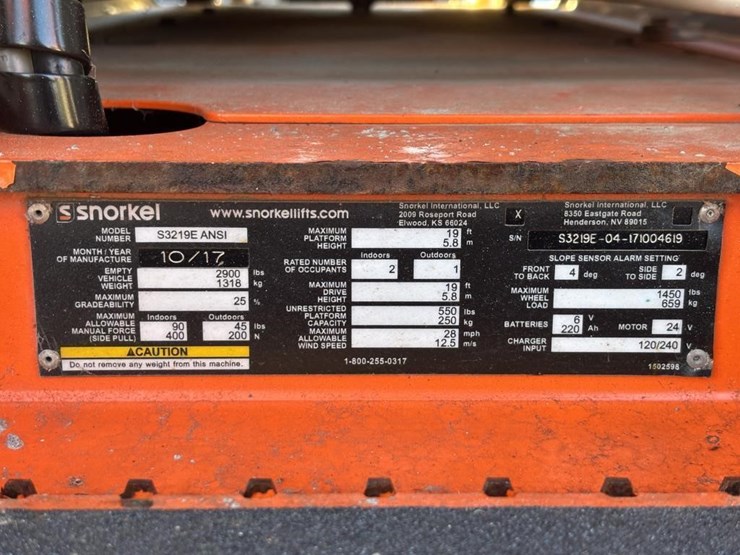 snorkel www.snorkellifts.com
Snorkel International, LLC
2009 Roseport Road
Elwood, KS 66024
X
Snorkel International, LLC
8350 Eastgate Road
Henderson, NV 89015
MODEL NUMBER S3219E ANSI
MONTH / YEAR OF MANUFACTURE 10/17
EMPTY VEHICLE WEIGHT 2900 lbs
1318 kg
MAXIMUM GRADEABILITY 25 %
MAXIMUM ALLOWABLE MANUAL FORCE (SIDE PULL)
Indoors Outdoors
90 45 lbs
400 200 N
CAUTION
Do not remove any weight from this machine.
MAXIMUM PLATFORM HEIGHT 19 ft
5.8 m
Indoors Outdoors
RATED NUMBER OF OCCUPANTS 2 1
MAXIMUM DRIVE HEIGHT 19 ft
5.8 m
UNRESTRICTED PLATFORM CAPACITY 550 lbs
250 kg
MAXIMUM ALLOWABLE WIND SPEED 28 mph
12.5 m/s
1-800-255-0317
S/N S3219E-04-171004619
SLOPE SENSOR ALARM SETTING
FRONT TO BACK 4 deg SIDE TO SIDE 2 deg
MAXIMUM WHEEL LOAD 1450 lbs
659 kg
BATTERIES 6 V
220 Ah
MOTOR 24 V
CHARGER INPUT 120/240 V
1502596